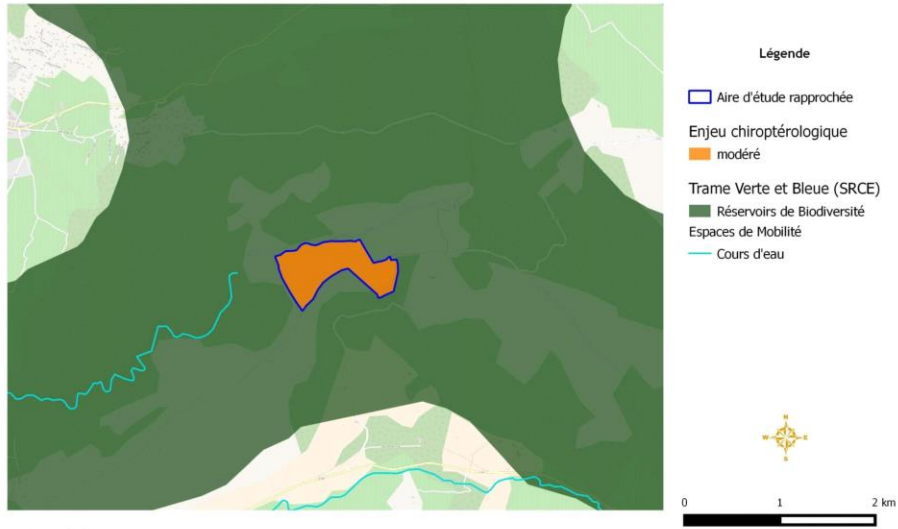 Légende
Aire d'étude rapprochée
Enjeu chiroptérologique
modéré
Trame Verte et Bleue (SRCE)
Réservoirs de Biodiversité
Espaces de Mobilité
Cours d'eau
N
W E
S
0 1 2 km